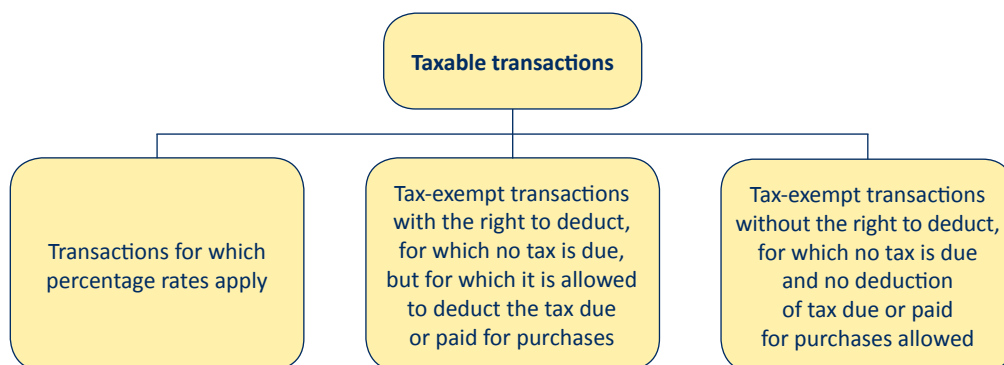 Taxable transactions
Transactions for which
percentage rates apply
Tax-exempt transactions
with the right to deduct,
for which no tax is due,
but for which it is allowed
to deduct the tax due
or paid for purchases
Tax-exempt transactions
without the right to deduct,
for which no tax is due
and no deduction
of tax due or paid
for purchases allowed